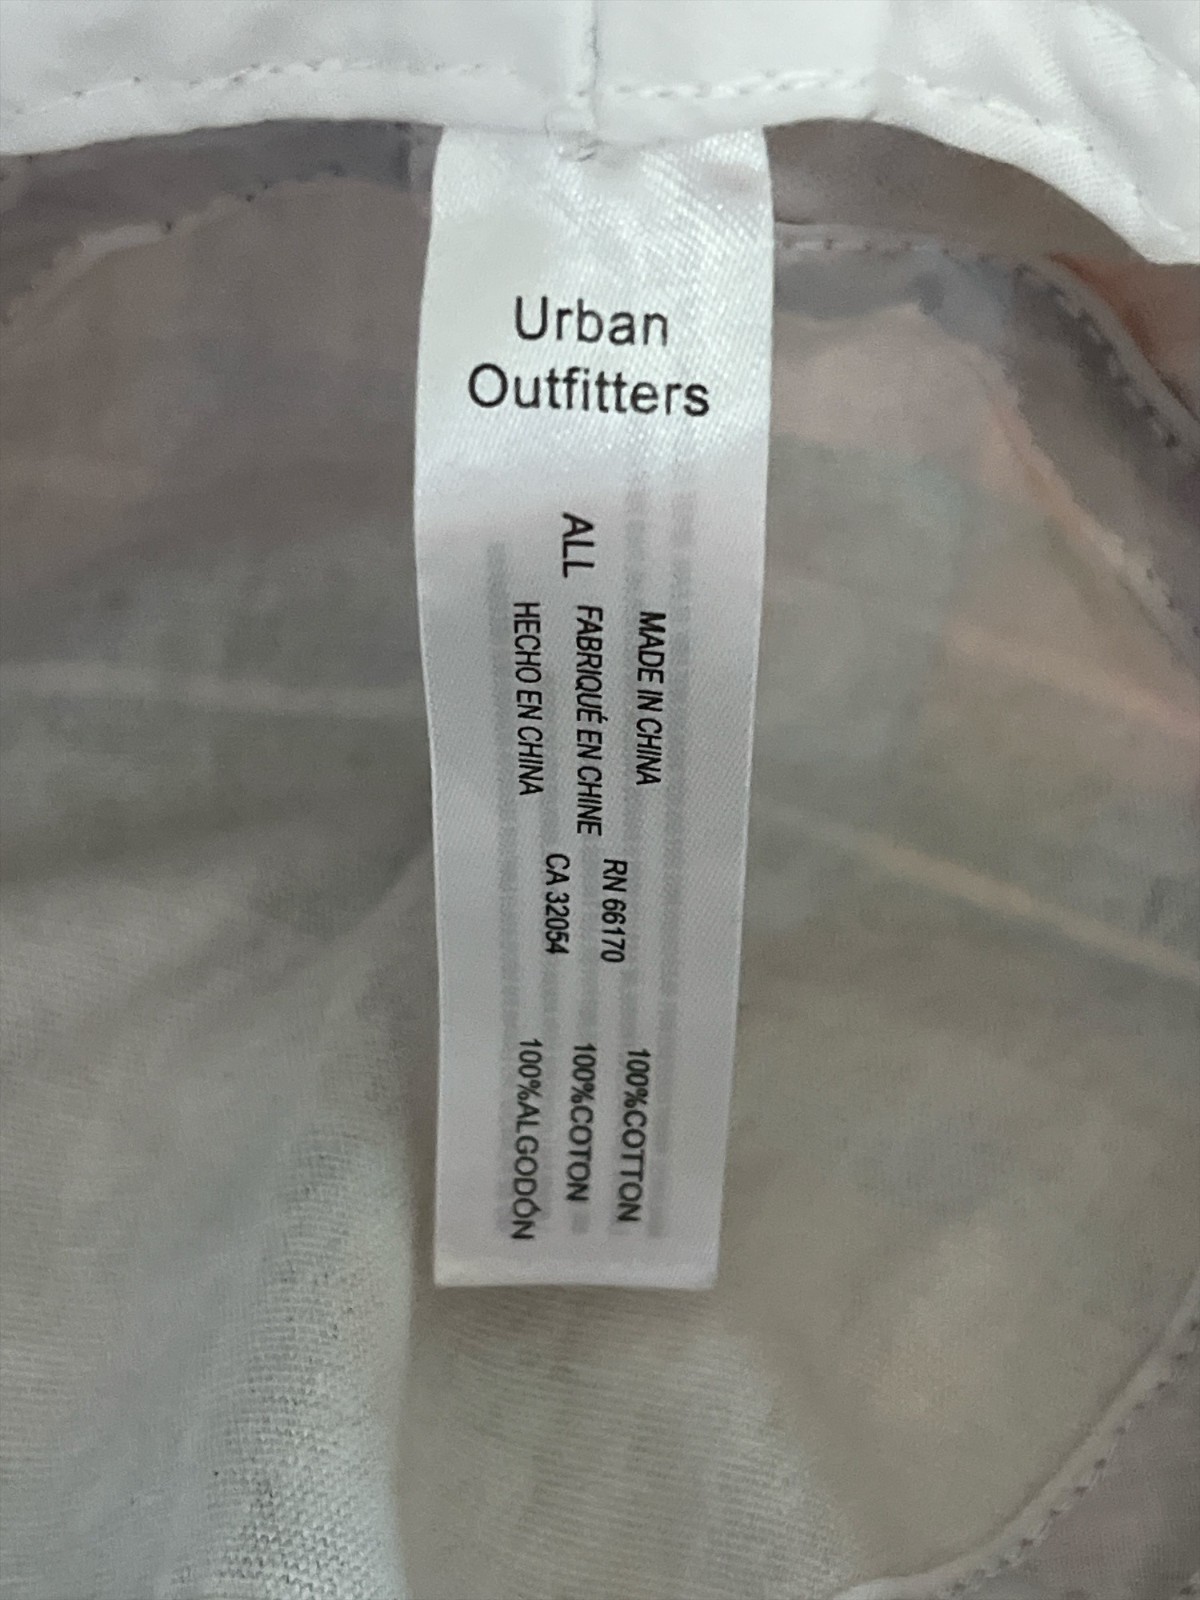 Urban
Outfitters
ALL
MADE IN CHINA
FABRIQUÉ EN CHINE
HECHO EN CHINA
RN 66170
CA 32054
100%COTTON
100%COTON
100%ALGODÓN